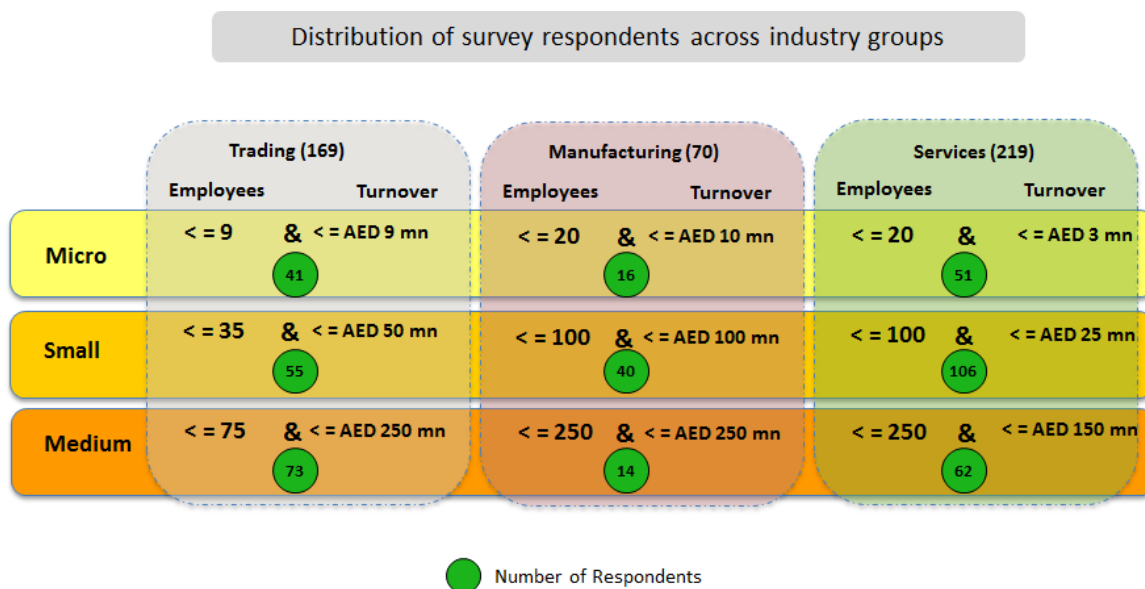 Distribution of survey respondents across industry groups
Trading (169)
Manufacturing (70)
Services (219)
Employees Turnover
Employees Turnover
Employees Turnover
Micro
< = 9 & < = AED 9 mn
41
< = 20 & < = AED 10 mn
16
< = 20 & < = AED 3 mn
51
Small
< = 35 & < = AED 50 mn
55
< = 100 & < = AED 100 mn
40
< = 100 & < = AED 25 mn
106
Medium
< = 75 & < = AED 250 mn
73
< = 250 & < = AED 250 mn
14
< = 250 & < = AED 150 mn
62
Number of Respondents